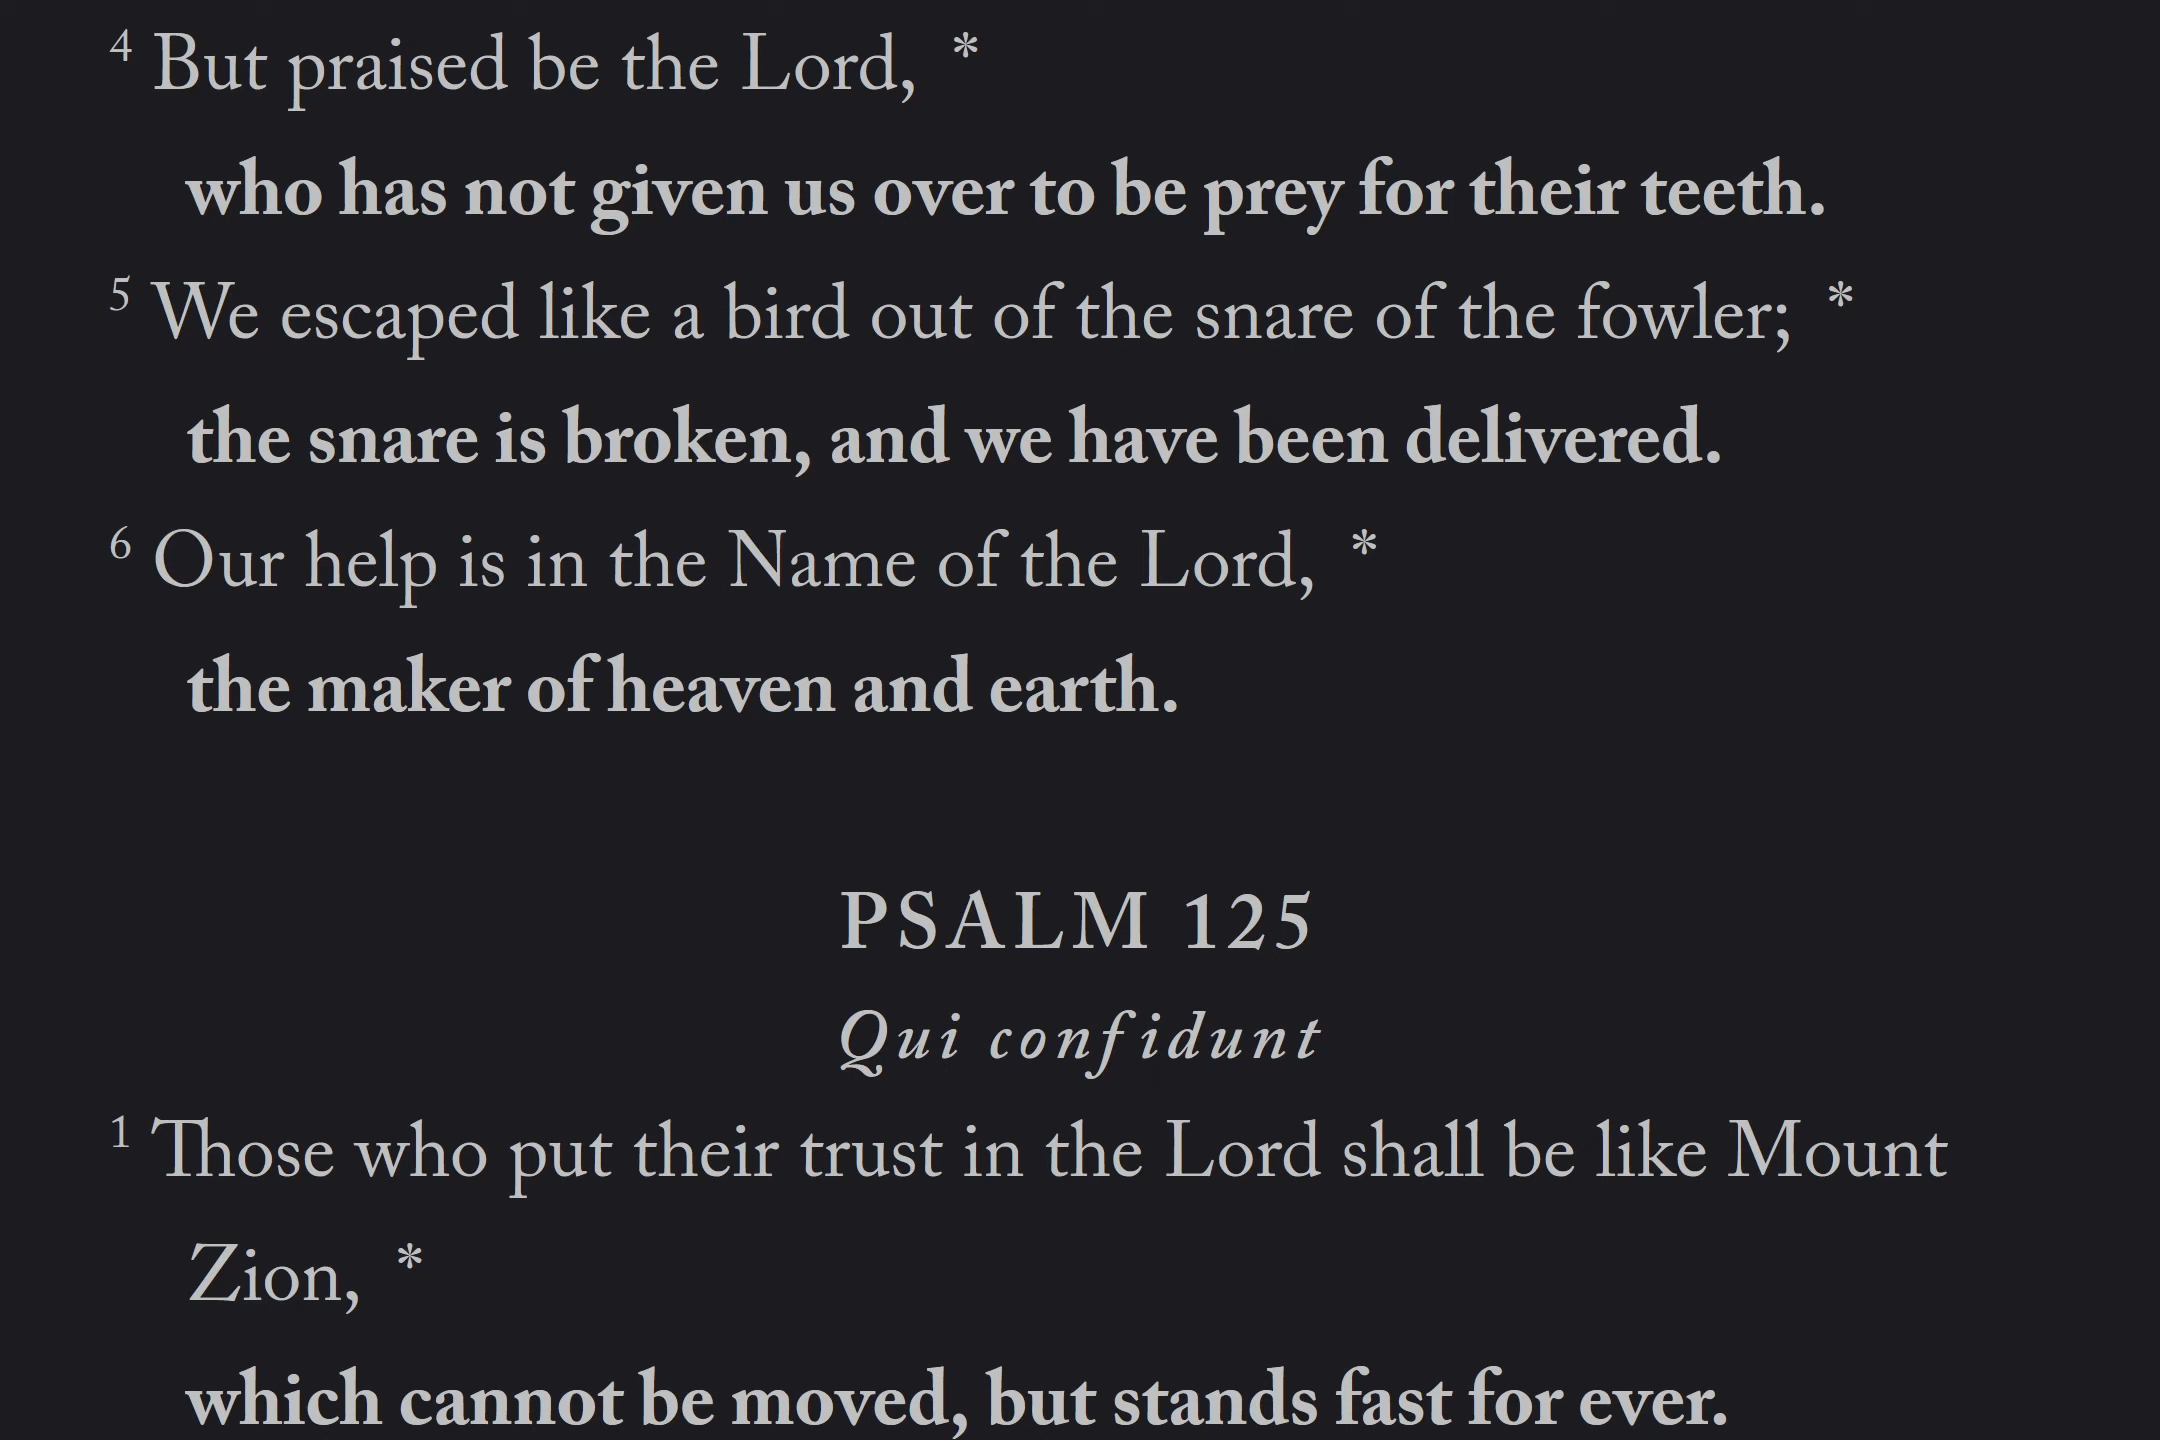 4 But praised be the Lord, *
who has not given us over to be prey for their teeth.
5 We escaped like a bird out of the snare of the fowler; *
the snare is broken, and we have been delivered.
6 Our help is in the Name of the Lord, *
the maker of heaven and earth.
PSALM 125
Qui confidunt
1 Those who put their trust in the Lord shall be like Mount
Zion, *
which cannot be moved, but stands fast for ever.